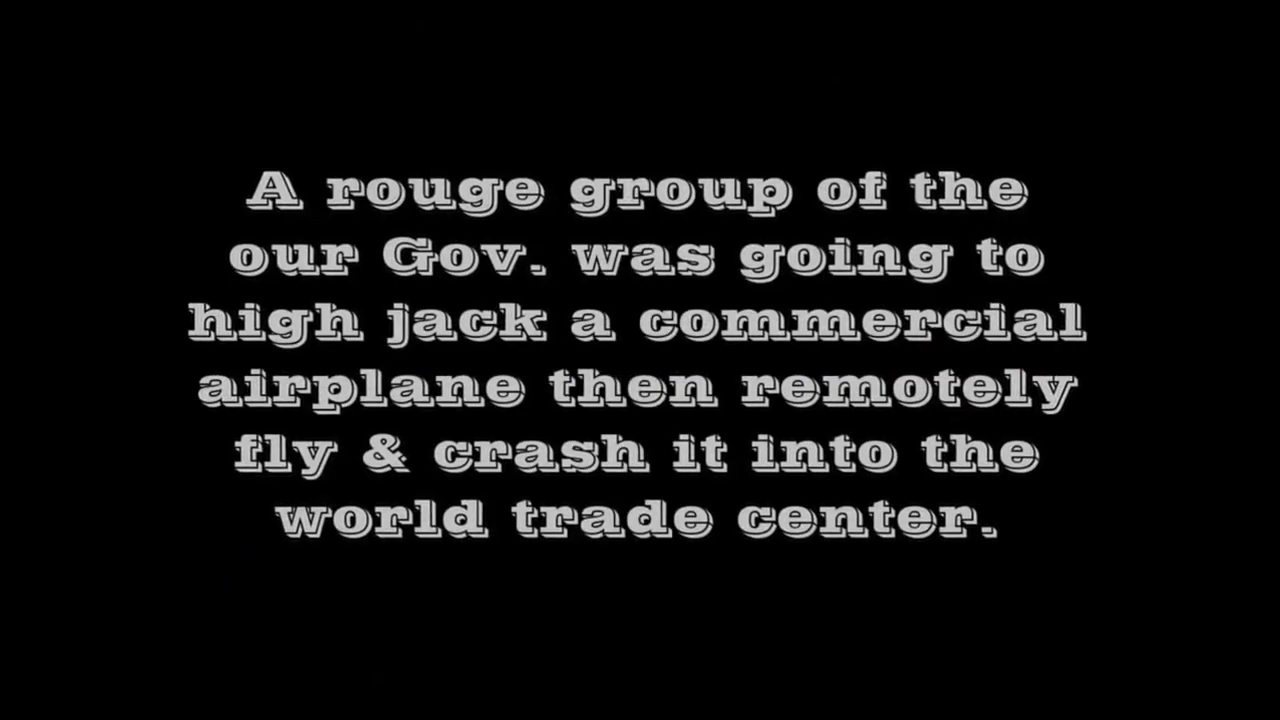 A rouge group of the
our Gov. was going to
high jack a commercial
airplane then remotely
fly & crash it into the
world trade center.